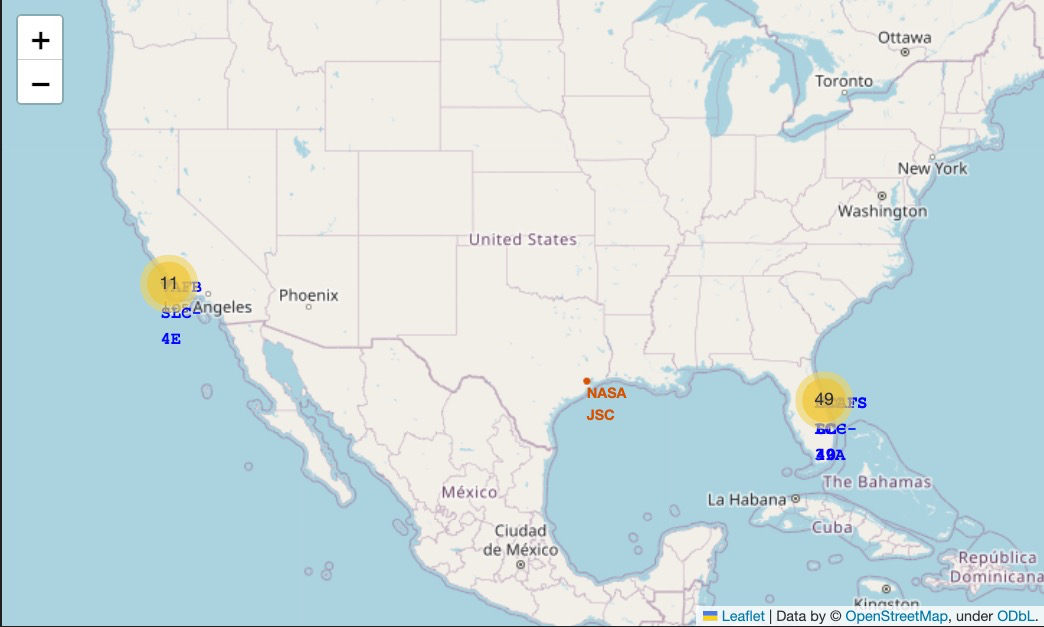 +
−
Ottawa
Toronto
New York
Washington
United States
11
Los Angeles
SLC-
4E
Phoenix
NASA
JSC
49
México
Ciudad
de México
La Habana
The Bahamas
Cuba
República
Dominicana
Kingston
Leaflet | Data by © OpenStreetMap, under ODbL.